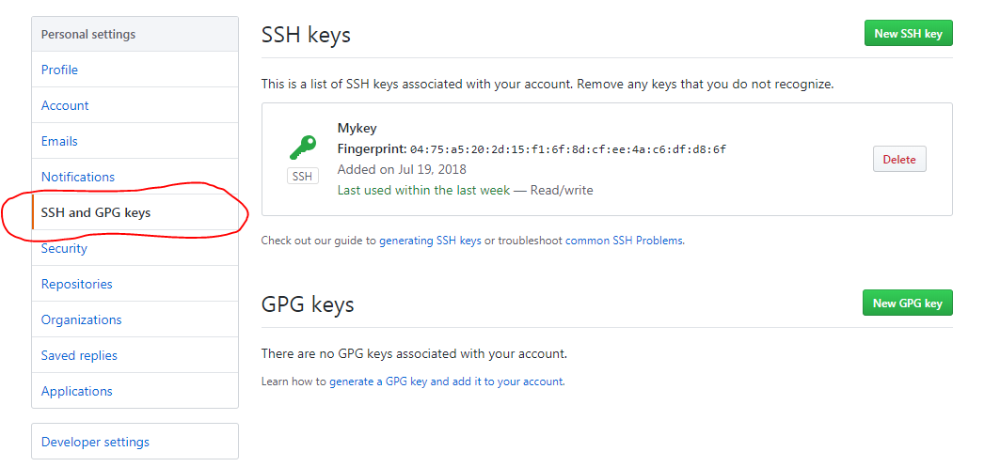 Personal settings
Profile
Account
Emails
Notifications
SSH and GPG keys
Security
Repositories
Organizations
Saved replies
Applications
Developer settings
SSH keys
New SSH key
This is a list of SSH keys associated with your account. Remove any keys that you do not recognize.
SSH
Mykey
Fingerprint: 04:75:a5:20:2d:15:f1:6f:8d:cf:ee:4a:c6:df:d8:6f
Added on Jul 19, 2018
Last used within the last week — Read/write
Delete
Check out our guide to generating SSH keys or troubleshoot common SSH Problems.
GPG keys
New GPG key
There are no GPG keys associated with your account.
Learn how to generate a GPG key and add it to your account.